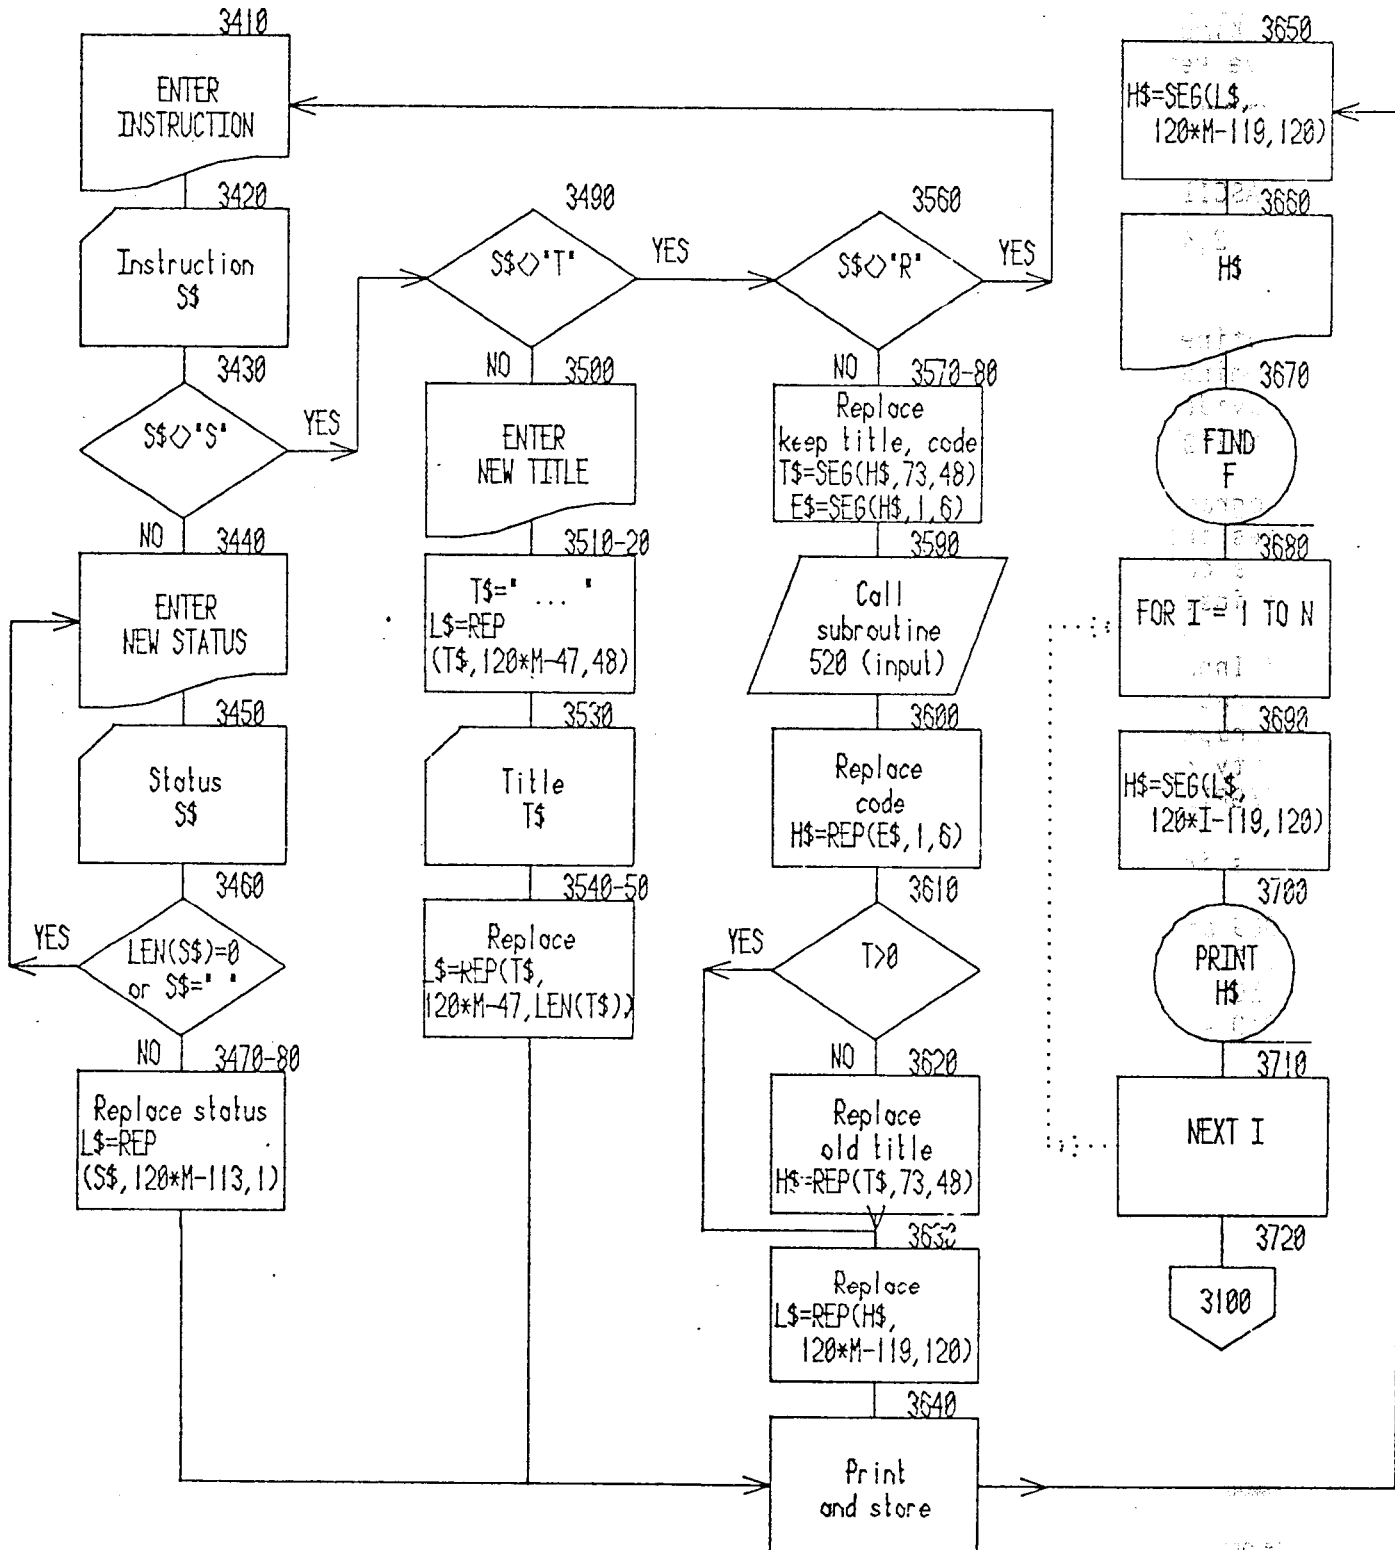 3410
ENTER
INSTRUCTION
3420
Instruction
S$
3430
S$<>"S"
YES
NO
3440
ENTER
NEW STATUS
3450
Status
S$
3460
YES
LEN(S$)=0
or S$=" "
NO
3470-80
Replace status
L$=REP
(S$,120*M-113,1)
3490
S$<>"T"
YES
NO
3500
ENTER
NEW TITLE
3510-20
T$=" ... "
L$=REP
(T$,120*M-47,48)
3530
Title
T$
3540-50
Replace
L$=REP(T$,
120*M-47,LEN(T$))
3560
S$<>"R"
YES
NO
3570-80
Replace
keep title, code
T$=SEG(H$,73,48)
E$=SEG(H$,1,6)
3590
Call
subroutine
520 (input)
3600
Replace
code
H$=REP(E$,1,6)
3610
YES
T>0
NO
3620
Replace
old title
H$=REP(T$,73,48)
3630
Replace
L$=REP(H$,
120*M-119,120)
3640
Print
and store
3650
H$=SEG(L$,
120*M-119,120)
3660
H$
3670
FIND
F
3680
FOR I = 1 TO N
3690
H$=SEG(L$,
120*I-119,120)
3700
PRINT
H$
3710
NEXT I
3720
3100